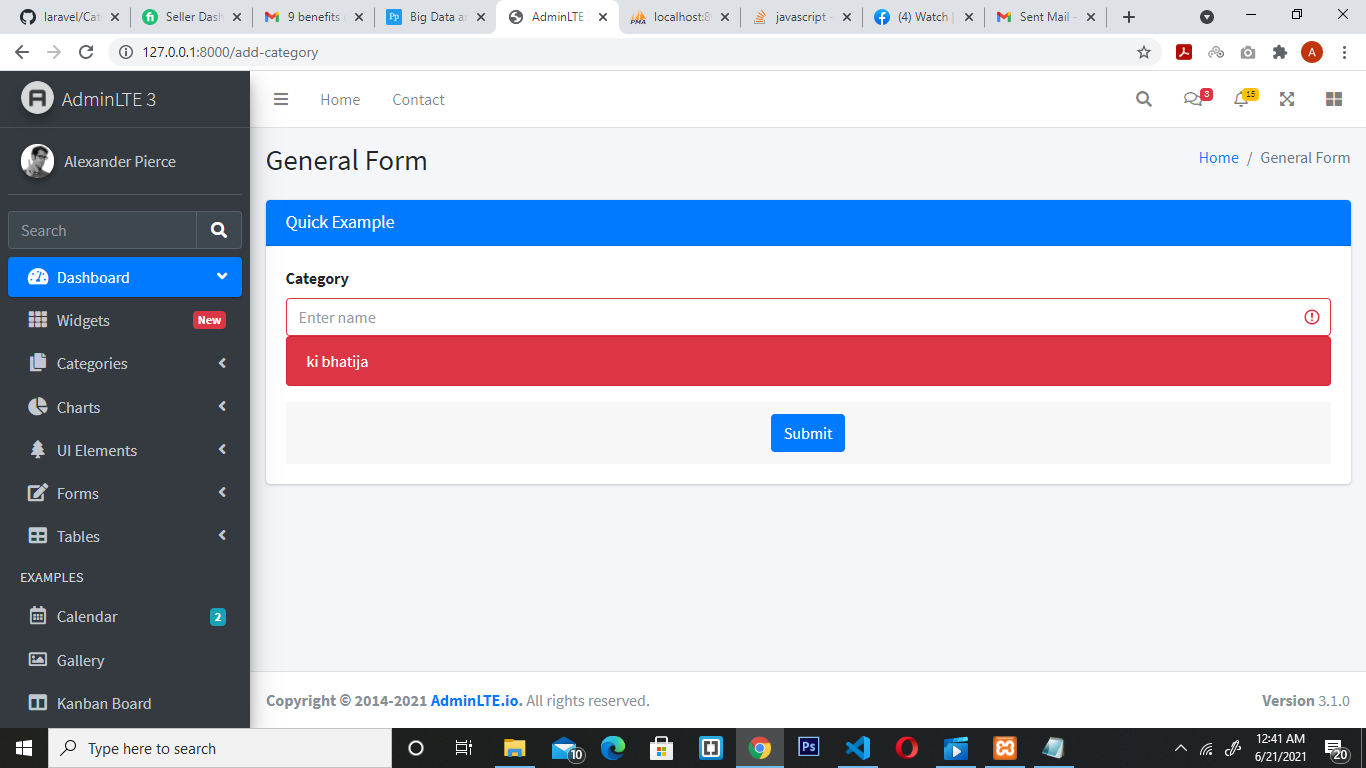 laravel/Cat
Seller Dash
9 benefits
Big Data a
AdminLTE
localhost:8
javascript -
(4) Watch
Sent Mail -
127.0.0.1:8000/add-category
A
AdminLTE 3
Home
Contact
3
15
Alexander Pierce
General Form
Home / General Form
Search
Quick Example
Dashboard
Category
Widgets
New
Enter name
Categories
ki bhatija
Charts
Submit
UI Elements
Forms
Tables
EXAMPLES
Calendar
2
Gallery
Kanban Board
Copyright © 2014-2021 AdminLTE.io. All rights reserved.
Version 3.1.0
Type here to search
10
Ps
12:41 AM
6/21/2021
20